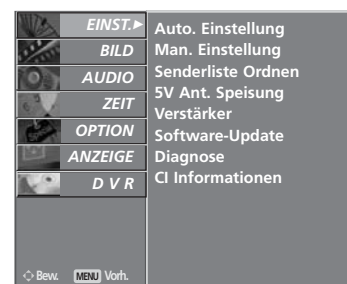 EINST.
BILD
AUDIO
ZEIT
OPTION
ANZEIGE
D V R
Auto. Einstellung
Man. Einstellung
Senderliste Ordnen
5V Ant. Speisung
Verstärker
Software-Update
Diagnose
CI Informationen
Bew. MENU Vorh.